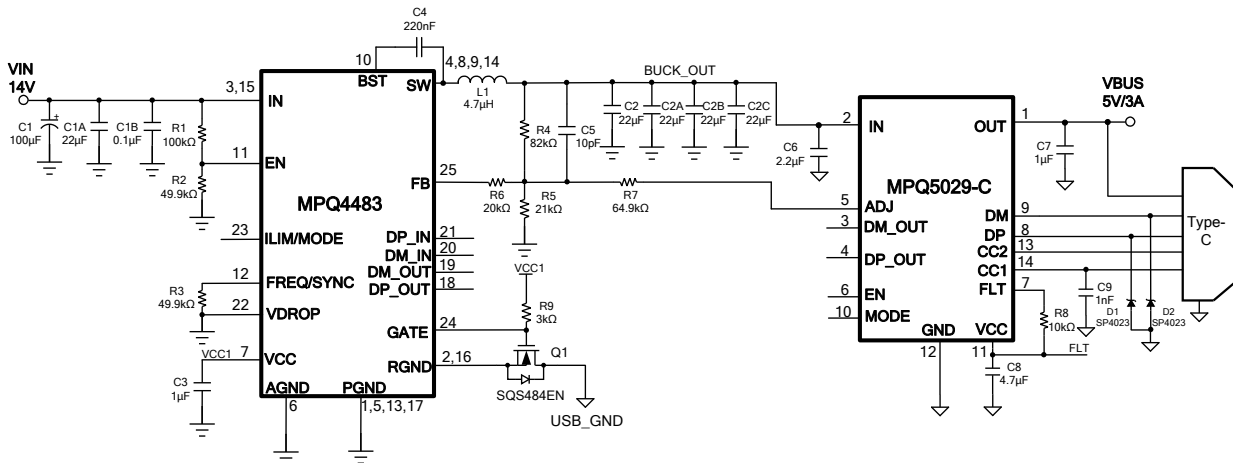 C4
220nF
10
BST
4,8,9,14
SW
L1
4.7µH
BUCK_OUT
VIN
14V
3,15
IN
C1
100µF
+
C1A
22µF
C1B
0.1µF
R1
100kΩ
11
EN
R2
49.9kΩ
MPQ4483
23
ILIM/MODE
12
FREQ/SYNC
R3
49.9kΩ
22
VDROP
VCC1
7
VCC
C3
1µF
AGND
6
PGND
1,5,13,17
25
FB
R4
82kΩ
C5
10pF
R6
20kΩ
R5
21kΩ
R7
64.9kΩ
C2
22µF
C2A
22µF
C2B
22µF
C2C
22µF
DP_IN
21
DM_IN
20
DM_OUT
19
DP_OUT
18
VCC1
R9
3kΩ
GATE
24
RGND
2,16
Q1
SQS484EN
USB_GND
C6
2.2µF
2
IN
OUT
1
VBUS
5V/3A
C7
1µF
MPQ5029-C
5
ADJ
3
DM_OUT
4
DP_OUT
6
EN
10
MODE
DM
9
DP
8
CC2
13
CC1
14
FLT
7
GND
12
VCC
11
R8
10kΩ
FLT
C8
4.7µF
C9
1nF
D1
SP4023
D2
SP4023
Type-
C